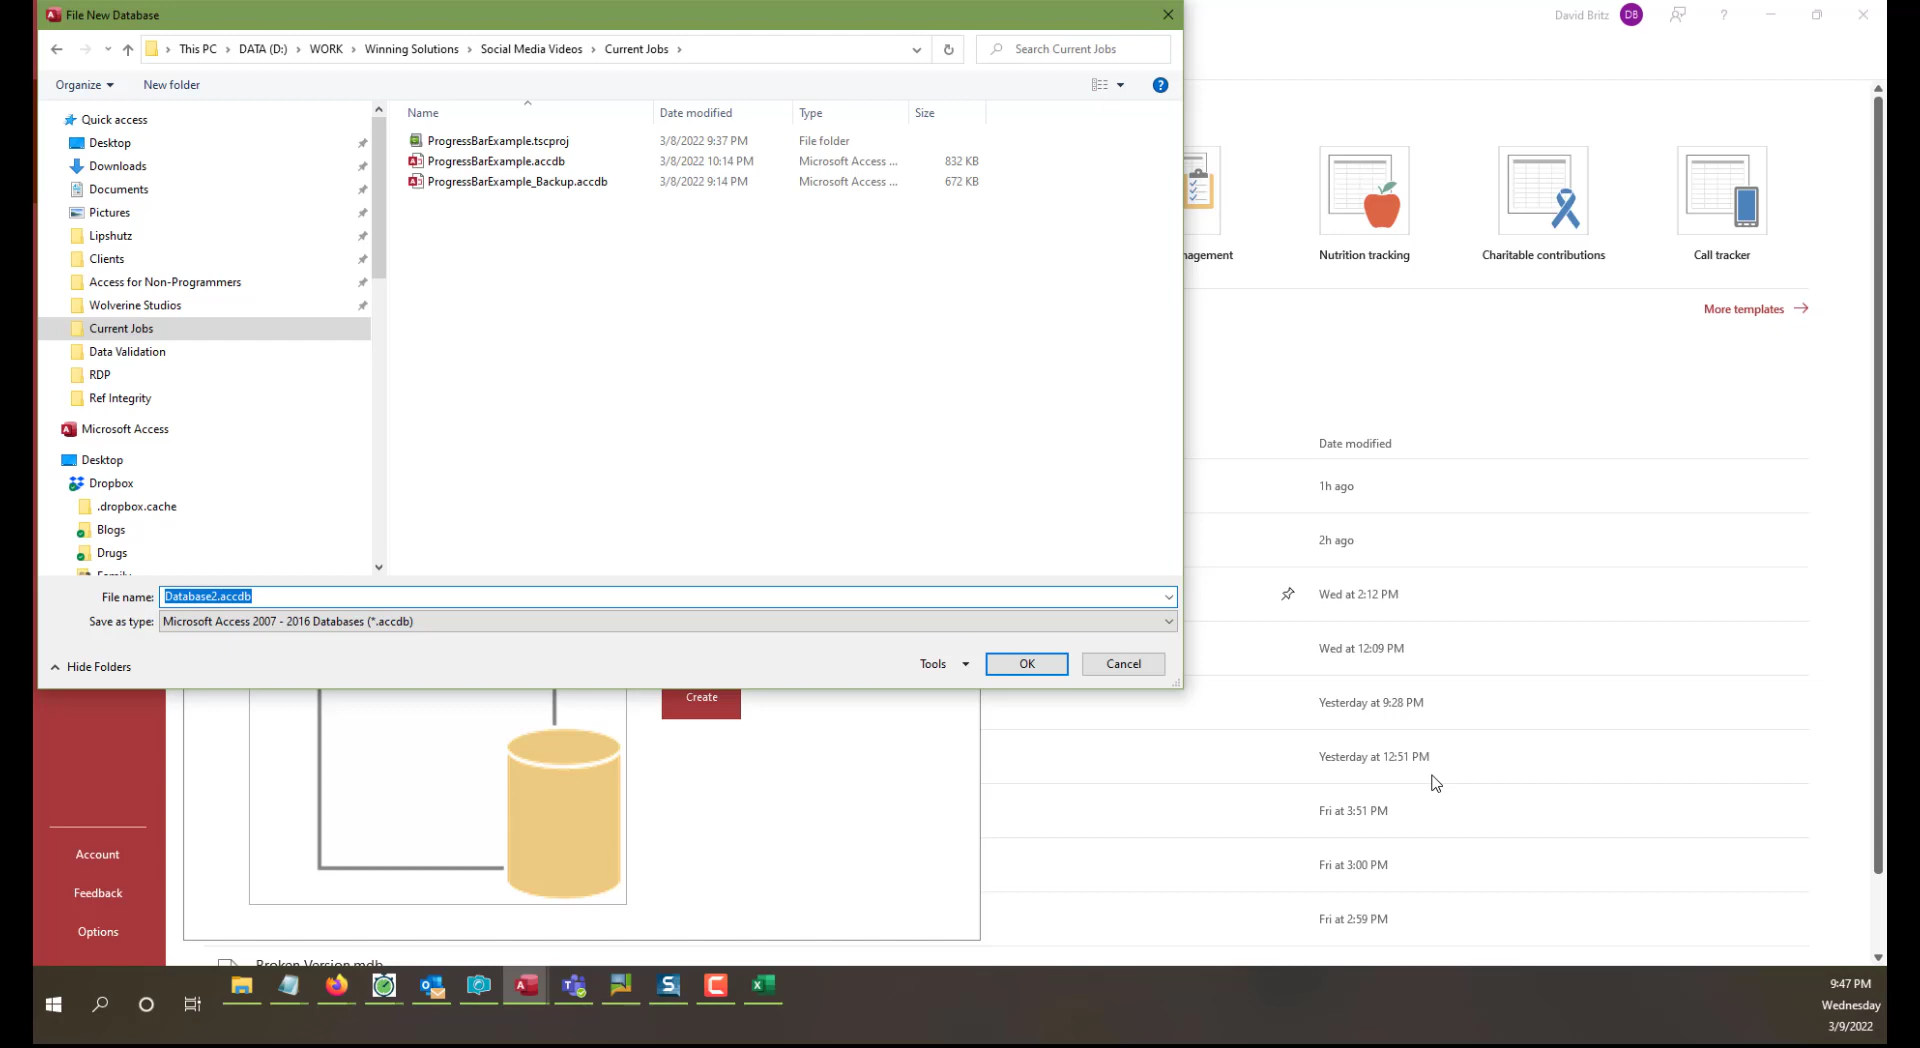 File New Database
David Britz DB ?
This PC DATA (D:) WORK Winning Solutions Social Media Videos Current Jobs
Search Current Jobs
Organize New folder ?
Name Date modified Type Size
ProgressBarExample.tscproj 3/8/2022 9:37 PM File folder
ProgressBarExample.accdb 3/8/2022 10:14 PM Microsoft Access ... 832 KB
ProgressBarExample_Backup.accdb 3/8/2022 9:14 PM Microsoft Access ... 672 KB
Quick access
Desktop
Downloads
Documents
Pictures
Lipshutz
Clients
Access for Non-Programmers
Wolverine Studios
Current Jobs
Data Validation
RDP
Ref Integrity
Microsoft Access
Desktop
Dropbox
.dropbox.cache
Blogs
Drugs
Family
File name: Database2.accdb
Save as type: Microsoft Access 2007 - 2016 Databases (*.accdb)
Hide Folders
Tools OK Cancel
nagement Nutrition tracking Charitable contributions Call tracker
More templates
Date modified
1h ago
2h ago
Wed at 2:12 PM
Wed at 12:09 PM
Yesterday at 9:28 PM
Yesterday at 12:51 PM
Fri at 3:51 PM
Fri at 3:00 PM
Fri at 2:59 PM
Create
Account
Feedback
Options
Broken Version.mdb
9:47 PM
Wednesday
3/9/2022